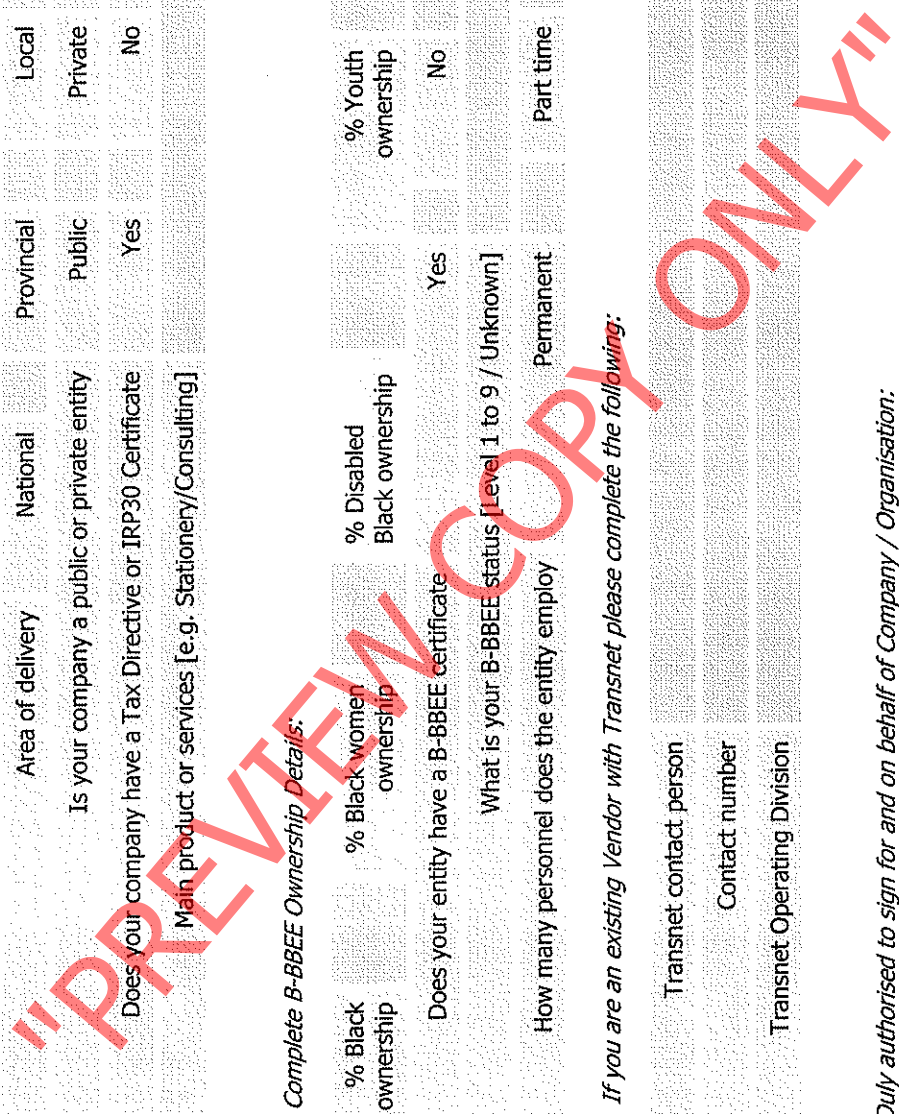 Area of delivery National Provincial Local
Is your company a public or private entity Public Private
Does your company have a Tax Directive or IRP30 Certificate Yes No
Main product or services [e.g. Stationery/Consulting]
Complete B-BBEE Ownership Details:
% Black ownership % Black women ownership % Disabled Black ownership % Youth ownership
Does your entity have a B-BBEE certificate Yes No
What is your B-BBEE status [Level 1 to 9 / Unknown]
How many personnel does the entity employ Permanent Part time
If you are an existing Vendor with Transnet please complete the following:
Transnet contact person
Contact number
Transnet Operating Division
Duly authorised to sign for and on behalf of Company / Organisation:
"PREVIEW COPY ONLY"